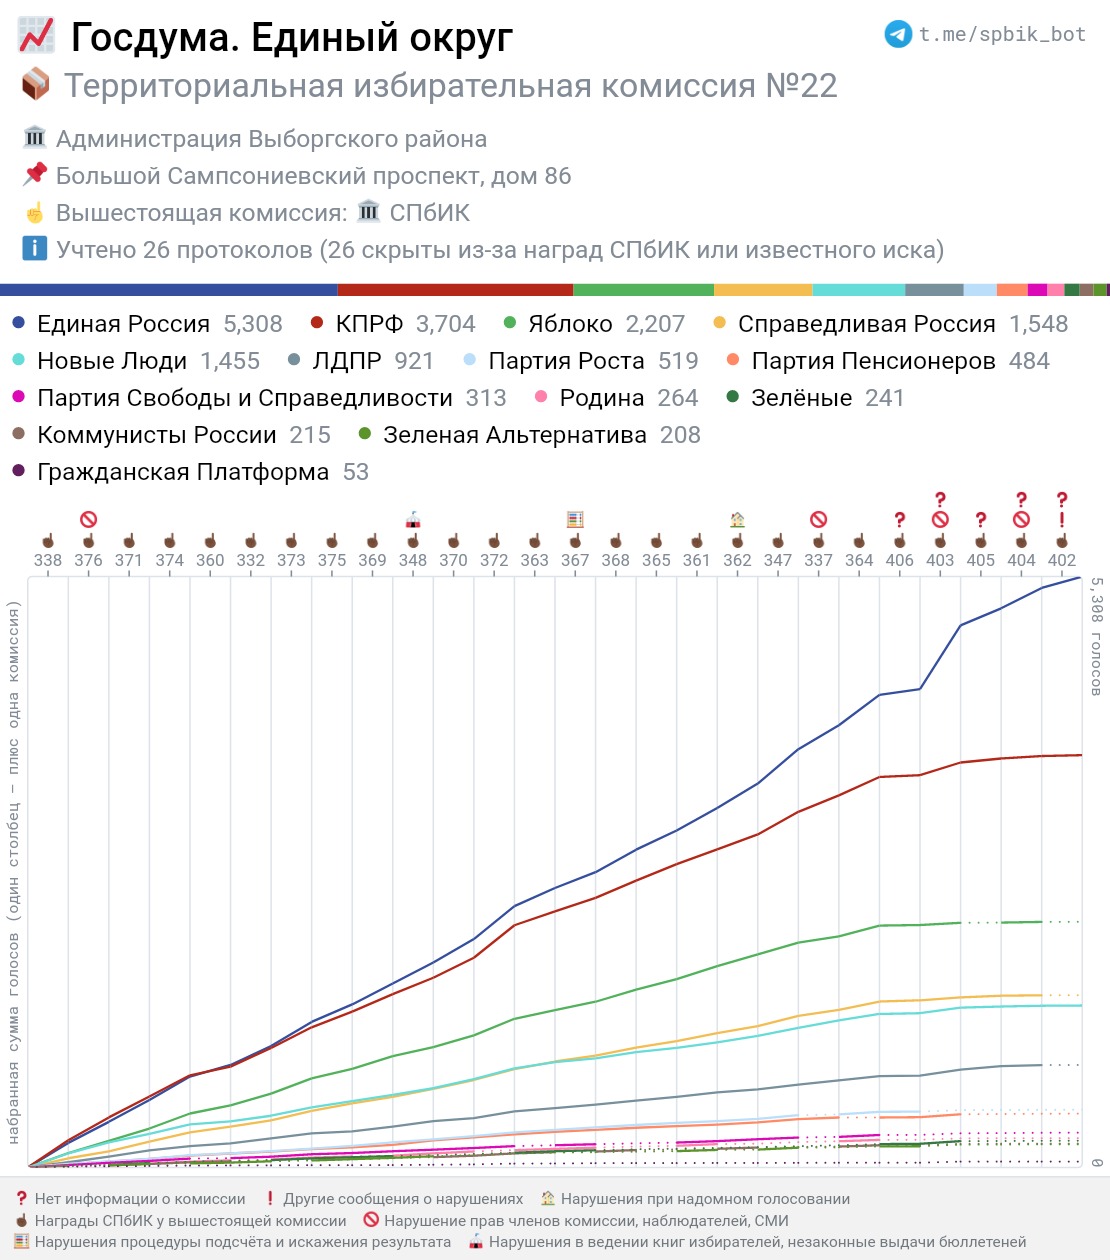 Госдума. Единый округ
t.me/spbik_bot
Территориальная избирательная комиссия №22
Администрация Выборгского района
Большой Сампсониевский проспект, дом 86
Вышестоящая комиссия: СПбИК
Учтено 26 протоколов (26 скрыты из-за наград СПбИК или известного иска)
Единая Россия 5,308 КПРФ 3,704 Яблоко 2,207 Справедливая Россия 1,548
Новые Люди 1,455 ЛДПР 921 Партия Роста 519 Партия Пенсионеров 484
Партия Свободы и Справедливости 313 Родина 264 Зелёные 241
Коммунисты России 215 Зеленая Альтернатива 208
Гражданская Платформа 53
338 376 371 374 360 332 373 375 369 348 370 372 363 367 368 365 361 362 347 337 364 406 403 405 404 402
набранная сумма голосов (один столбец — плюс одна комиссия)
5,308 голосов
0
Нет информации о комиссии Другие сообщения о нарушениях Нарушения при надомном голосовании
Награды СПбИК у вышестоящей комиссии Нарушение прав членов комиссии, наблюдателей, СМИ
Нарушения процедуры подсчёта и искажения результата Нарушения в ведении книг избирателей, незаконные выдачи бюллетеней